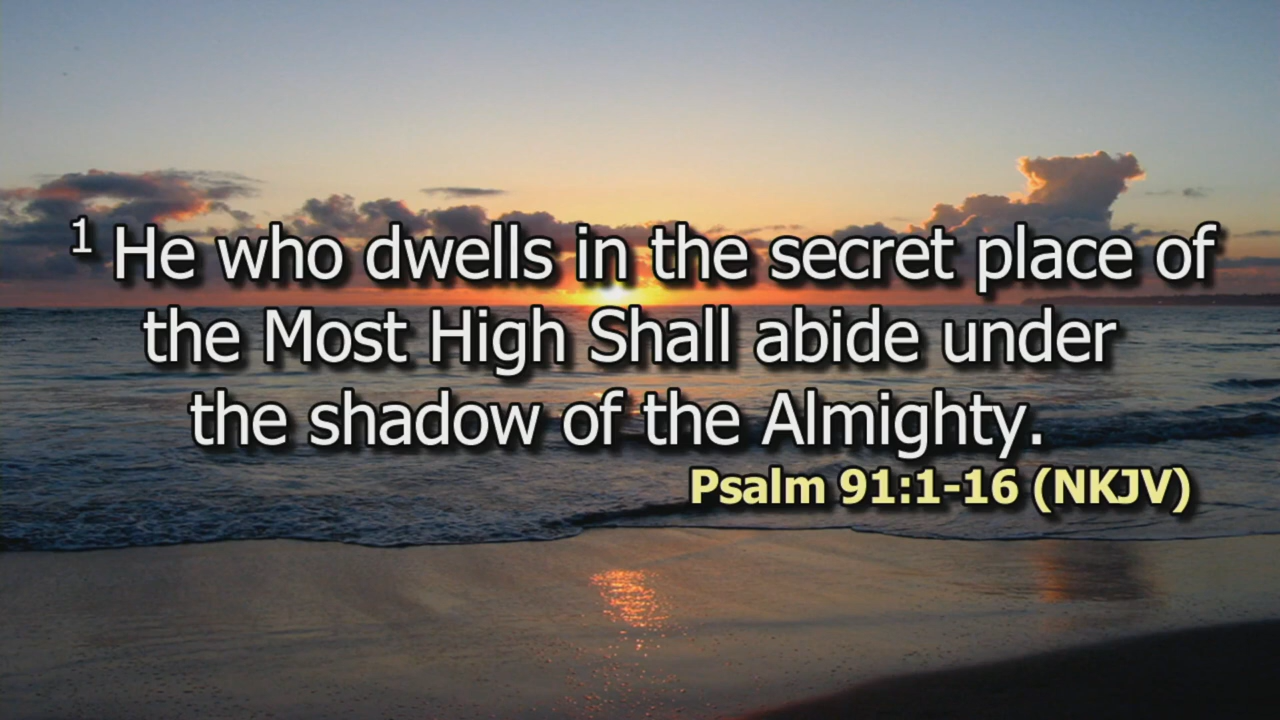 1 He who dwells in the secret place of
the Most High Shall abide under
the shadow of the Almighty.
Psalm 91:1-16 (NKJV)